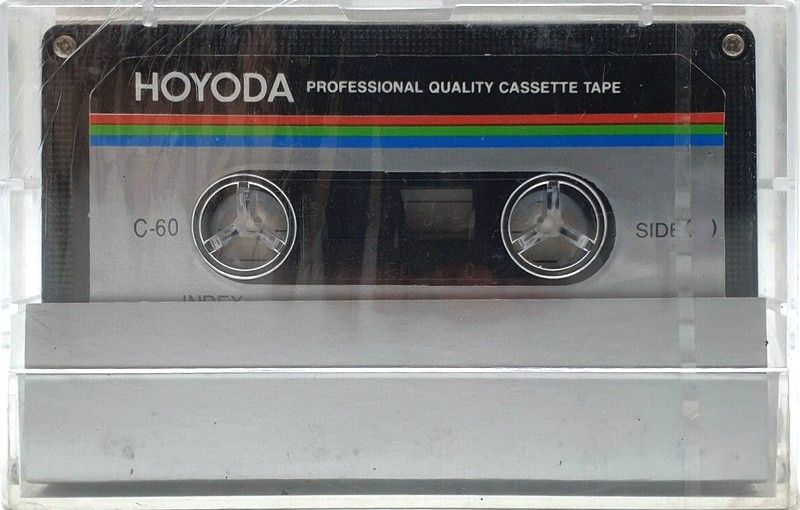 HOYODA PROFESSIONAL QUALITY CASSETTE TAPE
C-60
SIDE ( )
INDEX